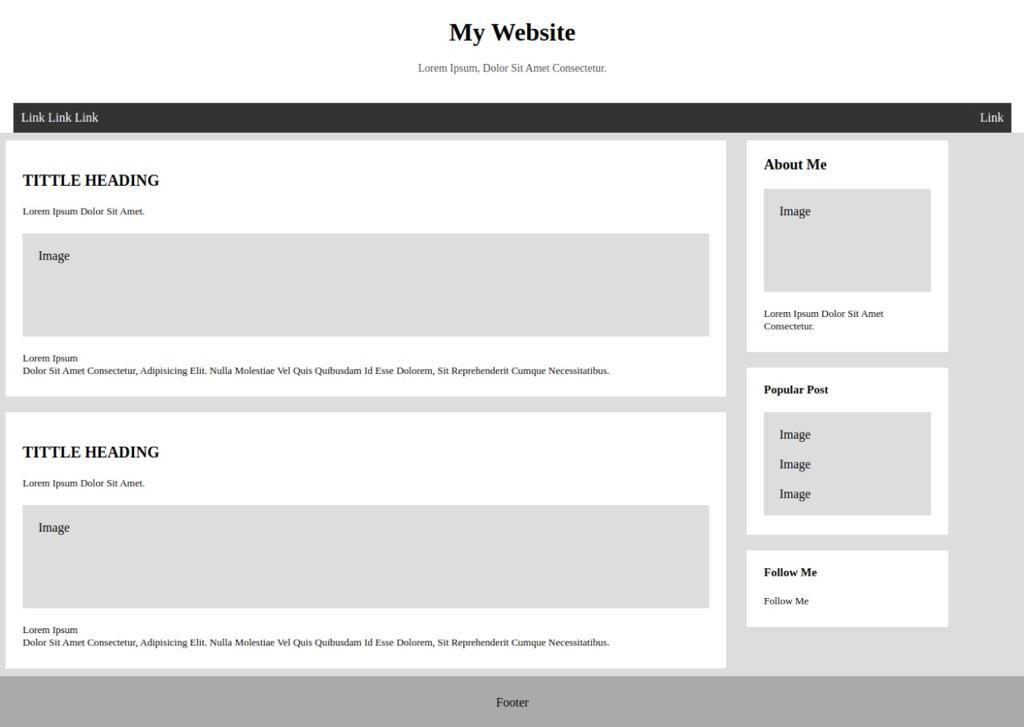 My Website
Lorem Ipsum, Dolor Sit Amet Consectetur.
Link Link Link
Link
TITTLE HEADING
Lorem Ipsum Dolor Sit Amet.
Image
Lorem Ipsum
Dolor Sit Amet Consectetur, Adipisicing Elit. Nulla Molestiae Vel Quis Quibusdam Id Esse Dolorem, Sit Reprehenderit Cumque Necessitatibus.
TITTLE HEADING
Lorem Ipsum Dolor Sit Amet.
Image
Lorem Ipsum
Dolor Sit Amet Consectetur, Adipisicing Elit. Nulla Molestiae Vel Quis Quibusdam Id Esse Dolorem, Sit Reprehenderit Cumque Necessitatibus.
About Me
Image
Lorem Ipsum Dolor Sit Amet
Consectetur.
Popular Post
Image
Image
Image
Follow Me
Follow Me
Footer